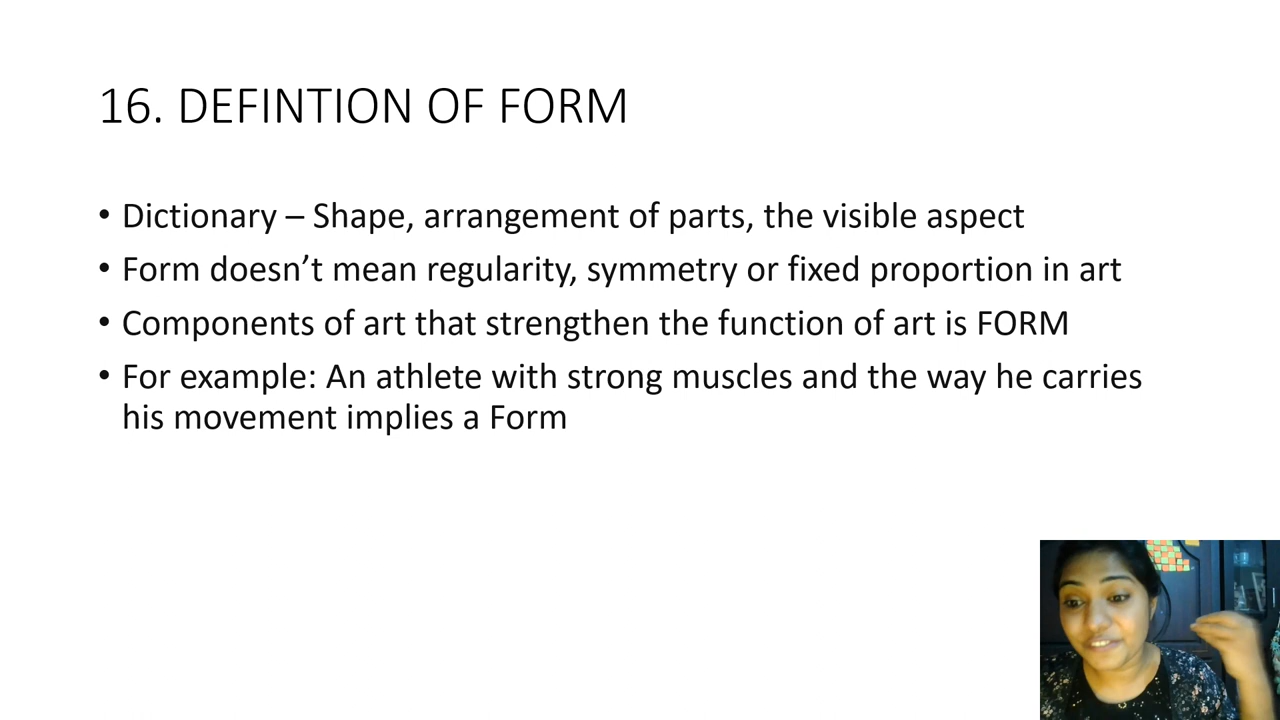 16. DEFINTION OF FORM
• Dictionary – Shape, arrangement of parts, the visible aspect
• Form doesn’t mean regularity, symmetry or fixed proportion in art
• Components of art that strengthen the function of art is FORM
• For example: An athlete with strong muscles and the way he carries
his movement implies a Form